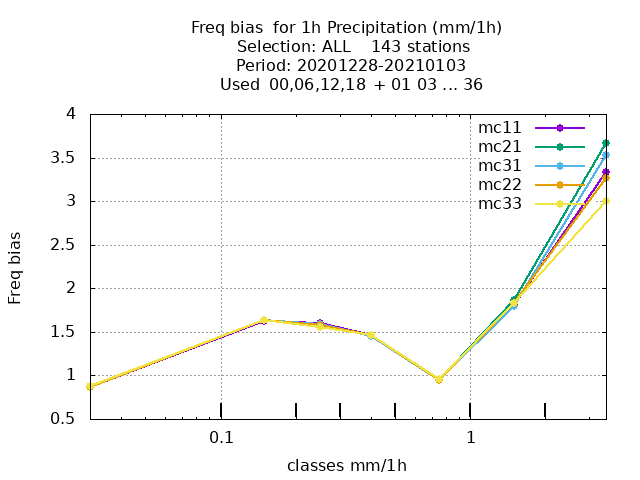 Freq bias  for 1h Precipitation (mm/1h)
Selection: ALL    143 stations
Period: 20201228-20210103
Used  00,06,12,18  + 01 03 ... 36
4
3.5
3
2.5
2
1.5
1
0.5
Freq bias
mc11
mc21
mc31
mc22
mc33
0.1
1
classes mm/1h